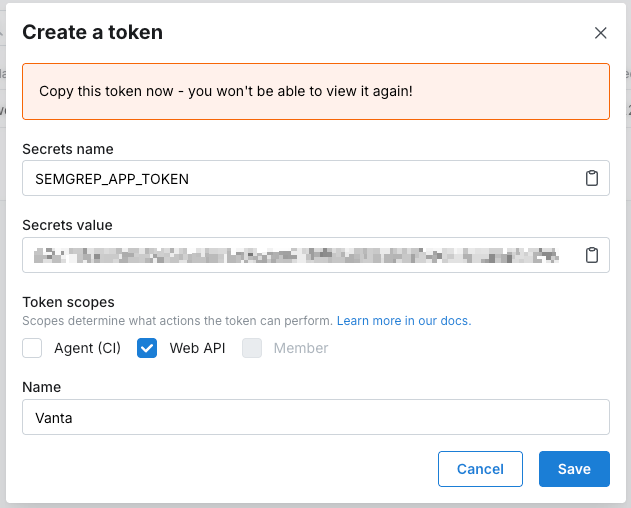 Create a token
Copy this token now - you won't be able to view it again!
Secrets name
SEMGREP_APP_TOKEN
Secrets value
Token scopes
Scopes determine what actions the token can perform. Learn more in our docs.
Agent (CI) Web API Member
Name
Vanta
Cancel Save